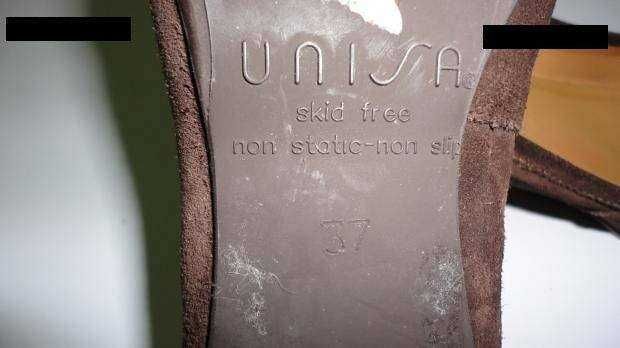 UNISA
skid free
non static-non slip
37